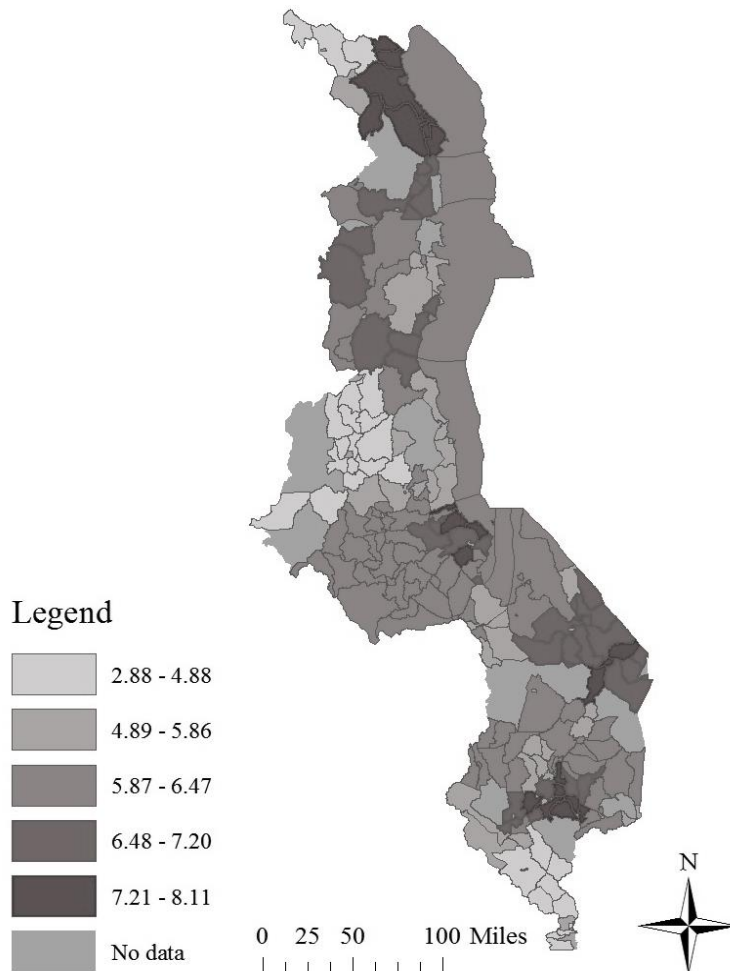 Legend
2.88 - 4.88
4.89 - 5.86
5.87 - 6.47
6.48 - 7.20
7.21 - 8.11
No data
0 25 50 100 Miles
N